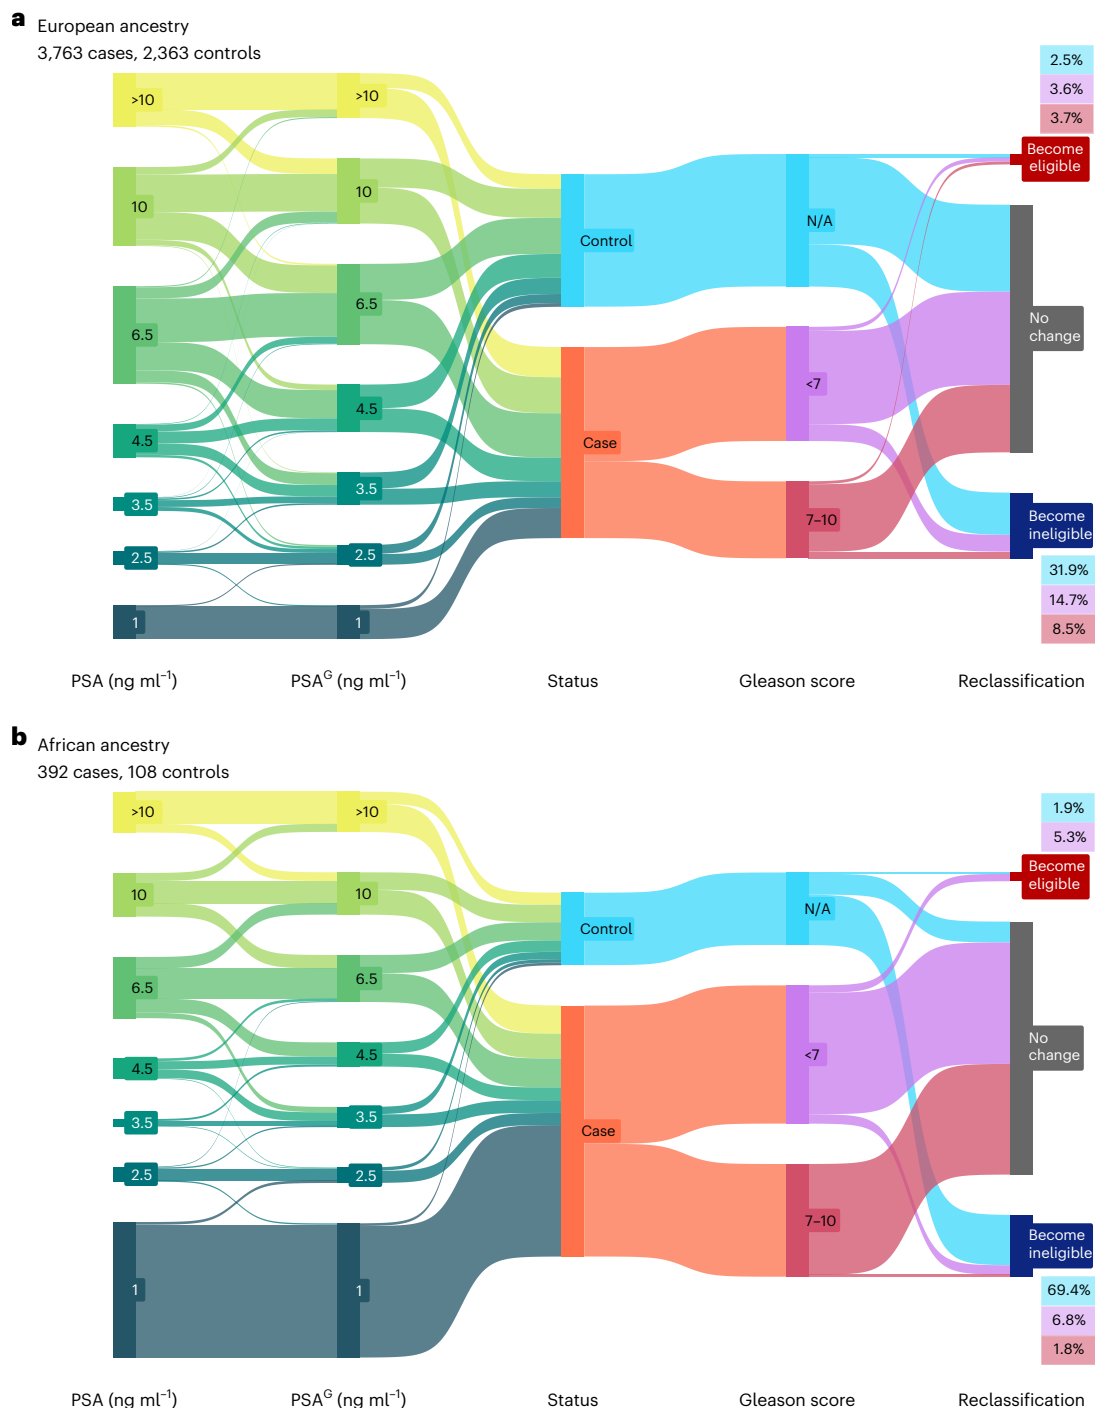 a
European ancestry
3,763 cases, 2,363 controls
2.5%
3.6%
3.7%
>10
>10
Become
eligible
10
10
N/A
Control
6.5
6.5
No
change
4.5
4.5
<7
Case
3.5
3.5
7–10
Become
ineligible
2.5
2.5
31.9%
14.7%
8.5%
1
1
PSA (ng ml⁻¹)
PSAᴳ (ng ml⁻¹)
Status
Gleason score
Reclassification
b
African ancestry
392 cases, 108 controls
1.9%
5.3%
>10
>10
Become
eligible
10
10
N/A
Control
6.5
6.5
No
change
4.5
4.5
<7
3.5
3.5
Case
2.5
2.5
7–10
Become
ineligible
1
1
69.4%
6.8%
1.8%
PSA (ng ml⁻¹)
PSAᴳ (ng ml⁻¹)
Status
Gleason score
Reclassification